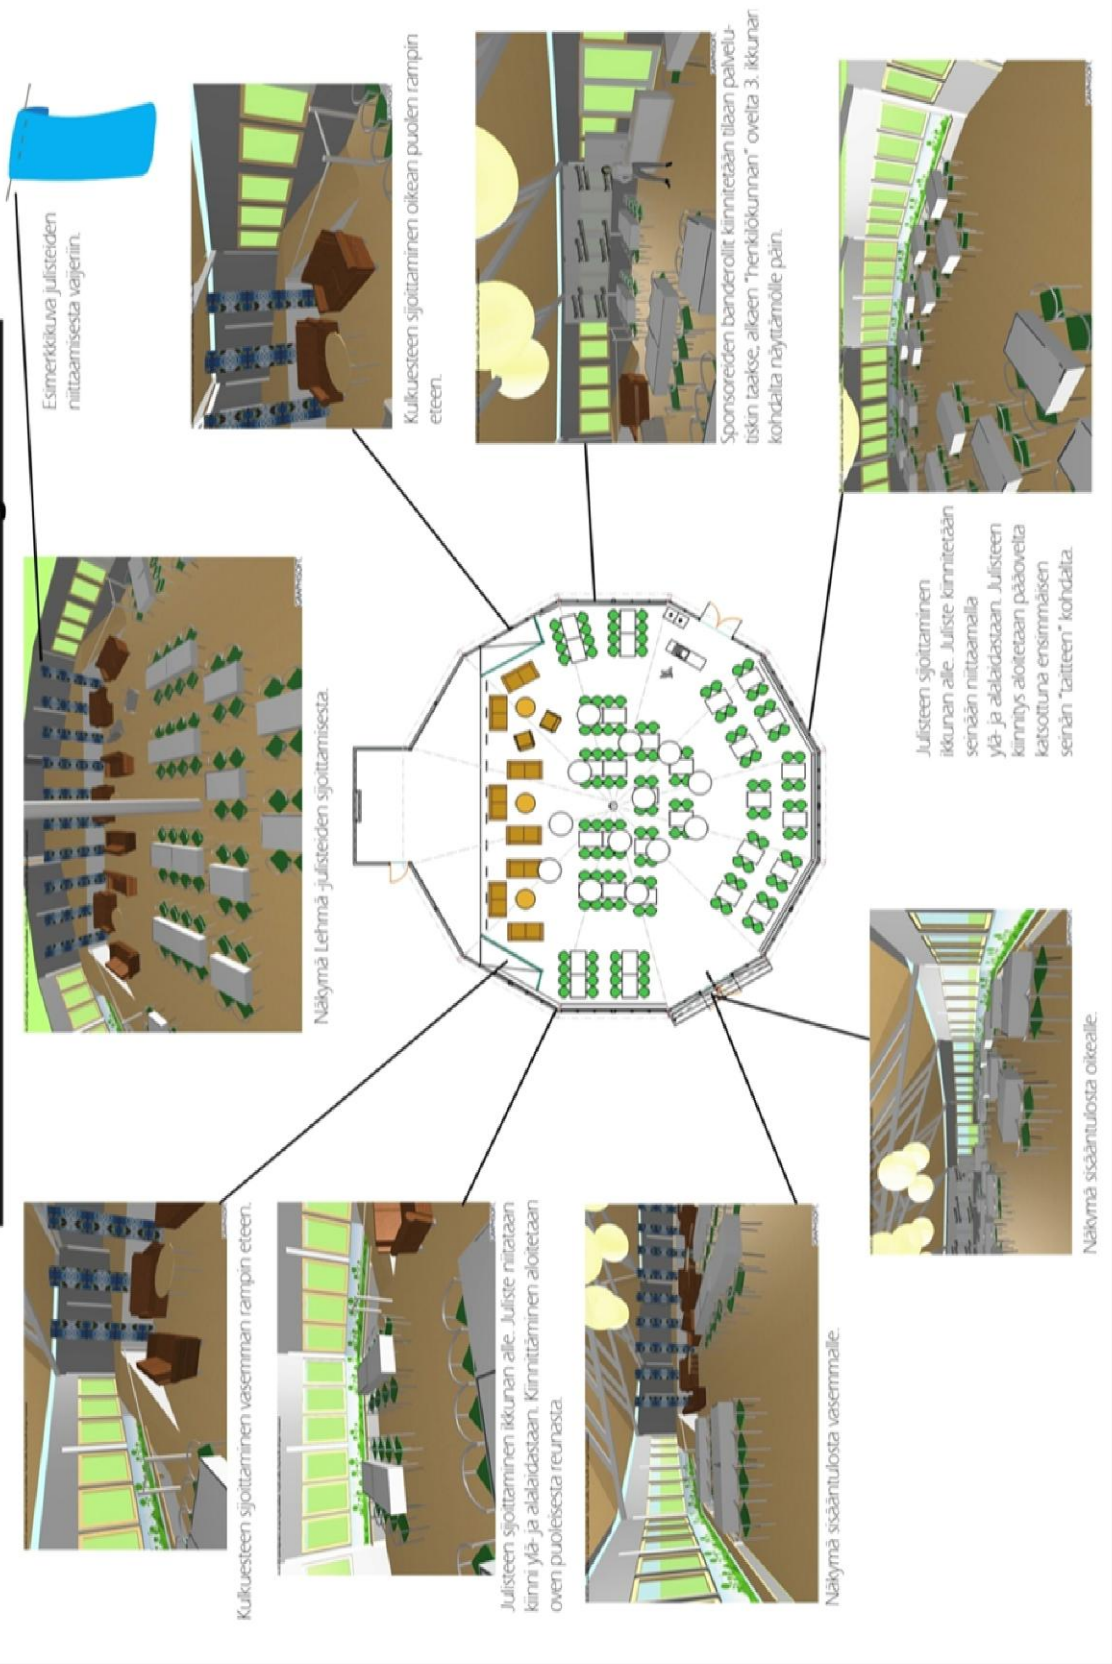 Kulkuesteen sijoittaminen vasemman rampin eteen.
Näkymä Lehmä -julisteiden sijoittamisesta.
Esimerkkikuva julisteiden
niittaamisesta vaijeriin.
Kulkuesteen sijoittaminen oikean puolen rampin
eteen.
Julisteen sijoittaminen ikkunan alle. Juliste niitataan
kiinni ylä- ja alalaidastaan. Kiinnittäminen aloitetaan
oven puoleisesta reunasta.
Sponsoreiden banderollit kiinnitetään tilaan palvelu-
tiskin taakse, alkaen "henkilökunnan" ovelta 3. ikkunan
kohdalta näyttämölle päin.
Näkymä sisääntulosta vasemmalle.
Näkymä sisääntulosta oikealle.
Julisteen sijoittaminen
ikkunan alle. Juliste kiinnitetään
seinään niittaamalla
ylä- ja aalaidastaan. Julisteen
kiinnitys aloitetaan pääovelta
katsottuna ensimmäisen
seinän "taitteen" kohdalta.